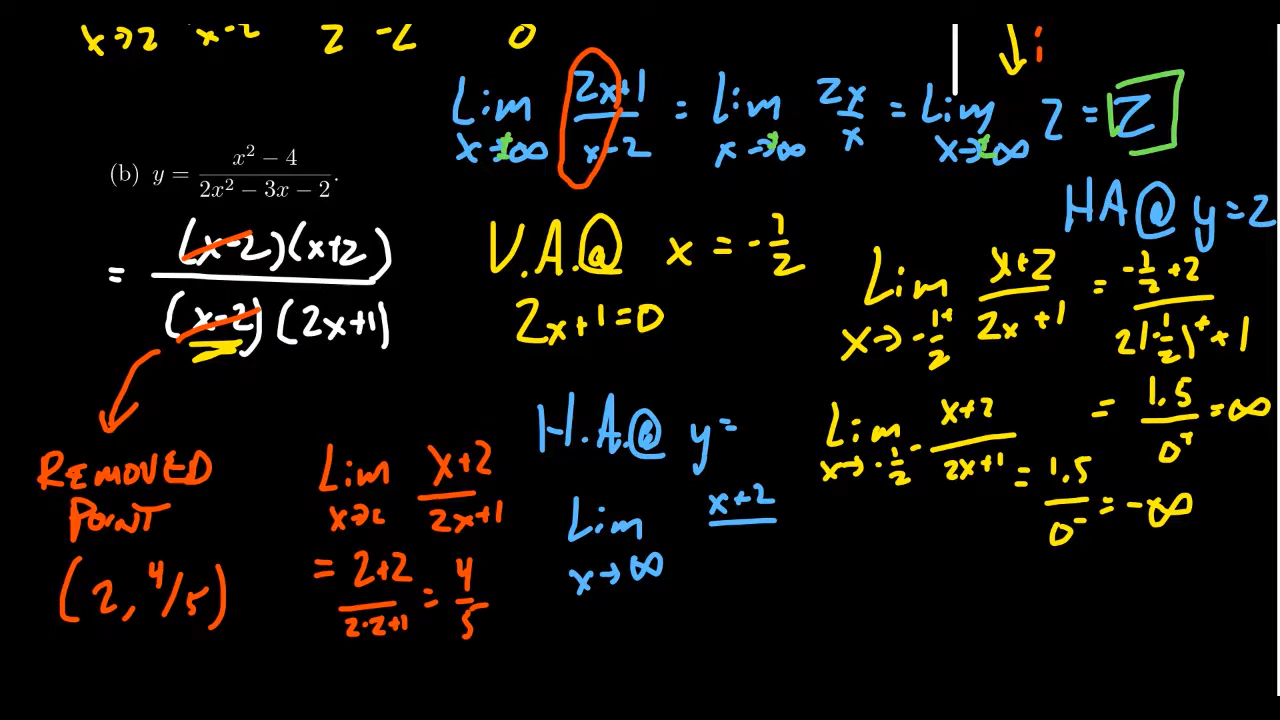 x→2 x-2 2 -2 0
Lim x→±∞ 2x+1/x-2 = Lim x→±∞ 2x/x = Lim x→±∞ 2 = 2
HA@ y=2
(b) y = x² − 4 / 2x² − 3x − 2.
= (x-2)(x+2) / (x-2)(2x+1)
REMOVED
POINT
(2, 4/5)
Lim x→2 x+2/2x+1
= 2+2/2·2+1 = 4/5
V.A.@ x = -1/2
2x+1=0
H.A.@ y=
Lim x→∞ x+2
Lim x→-1/2⁺ x+2/2x+1 = -1/2+2 / 2(-1/2)⁺+1
= 1.5/0⁺ = ∞
Lim x→-1/2⁻ x+2/2x+1 = 1.5/0⁻ = -∞